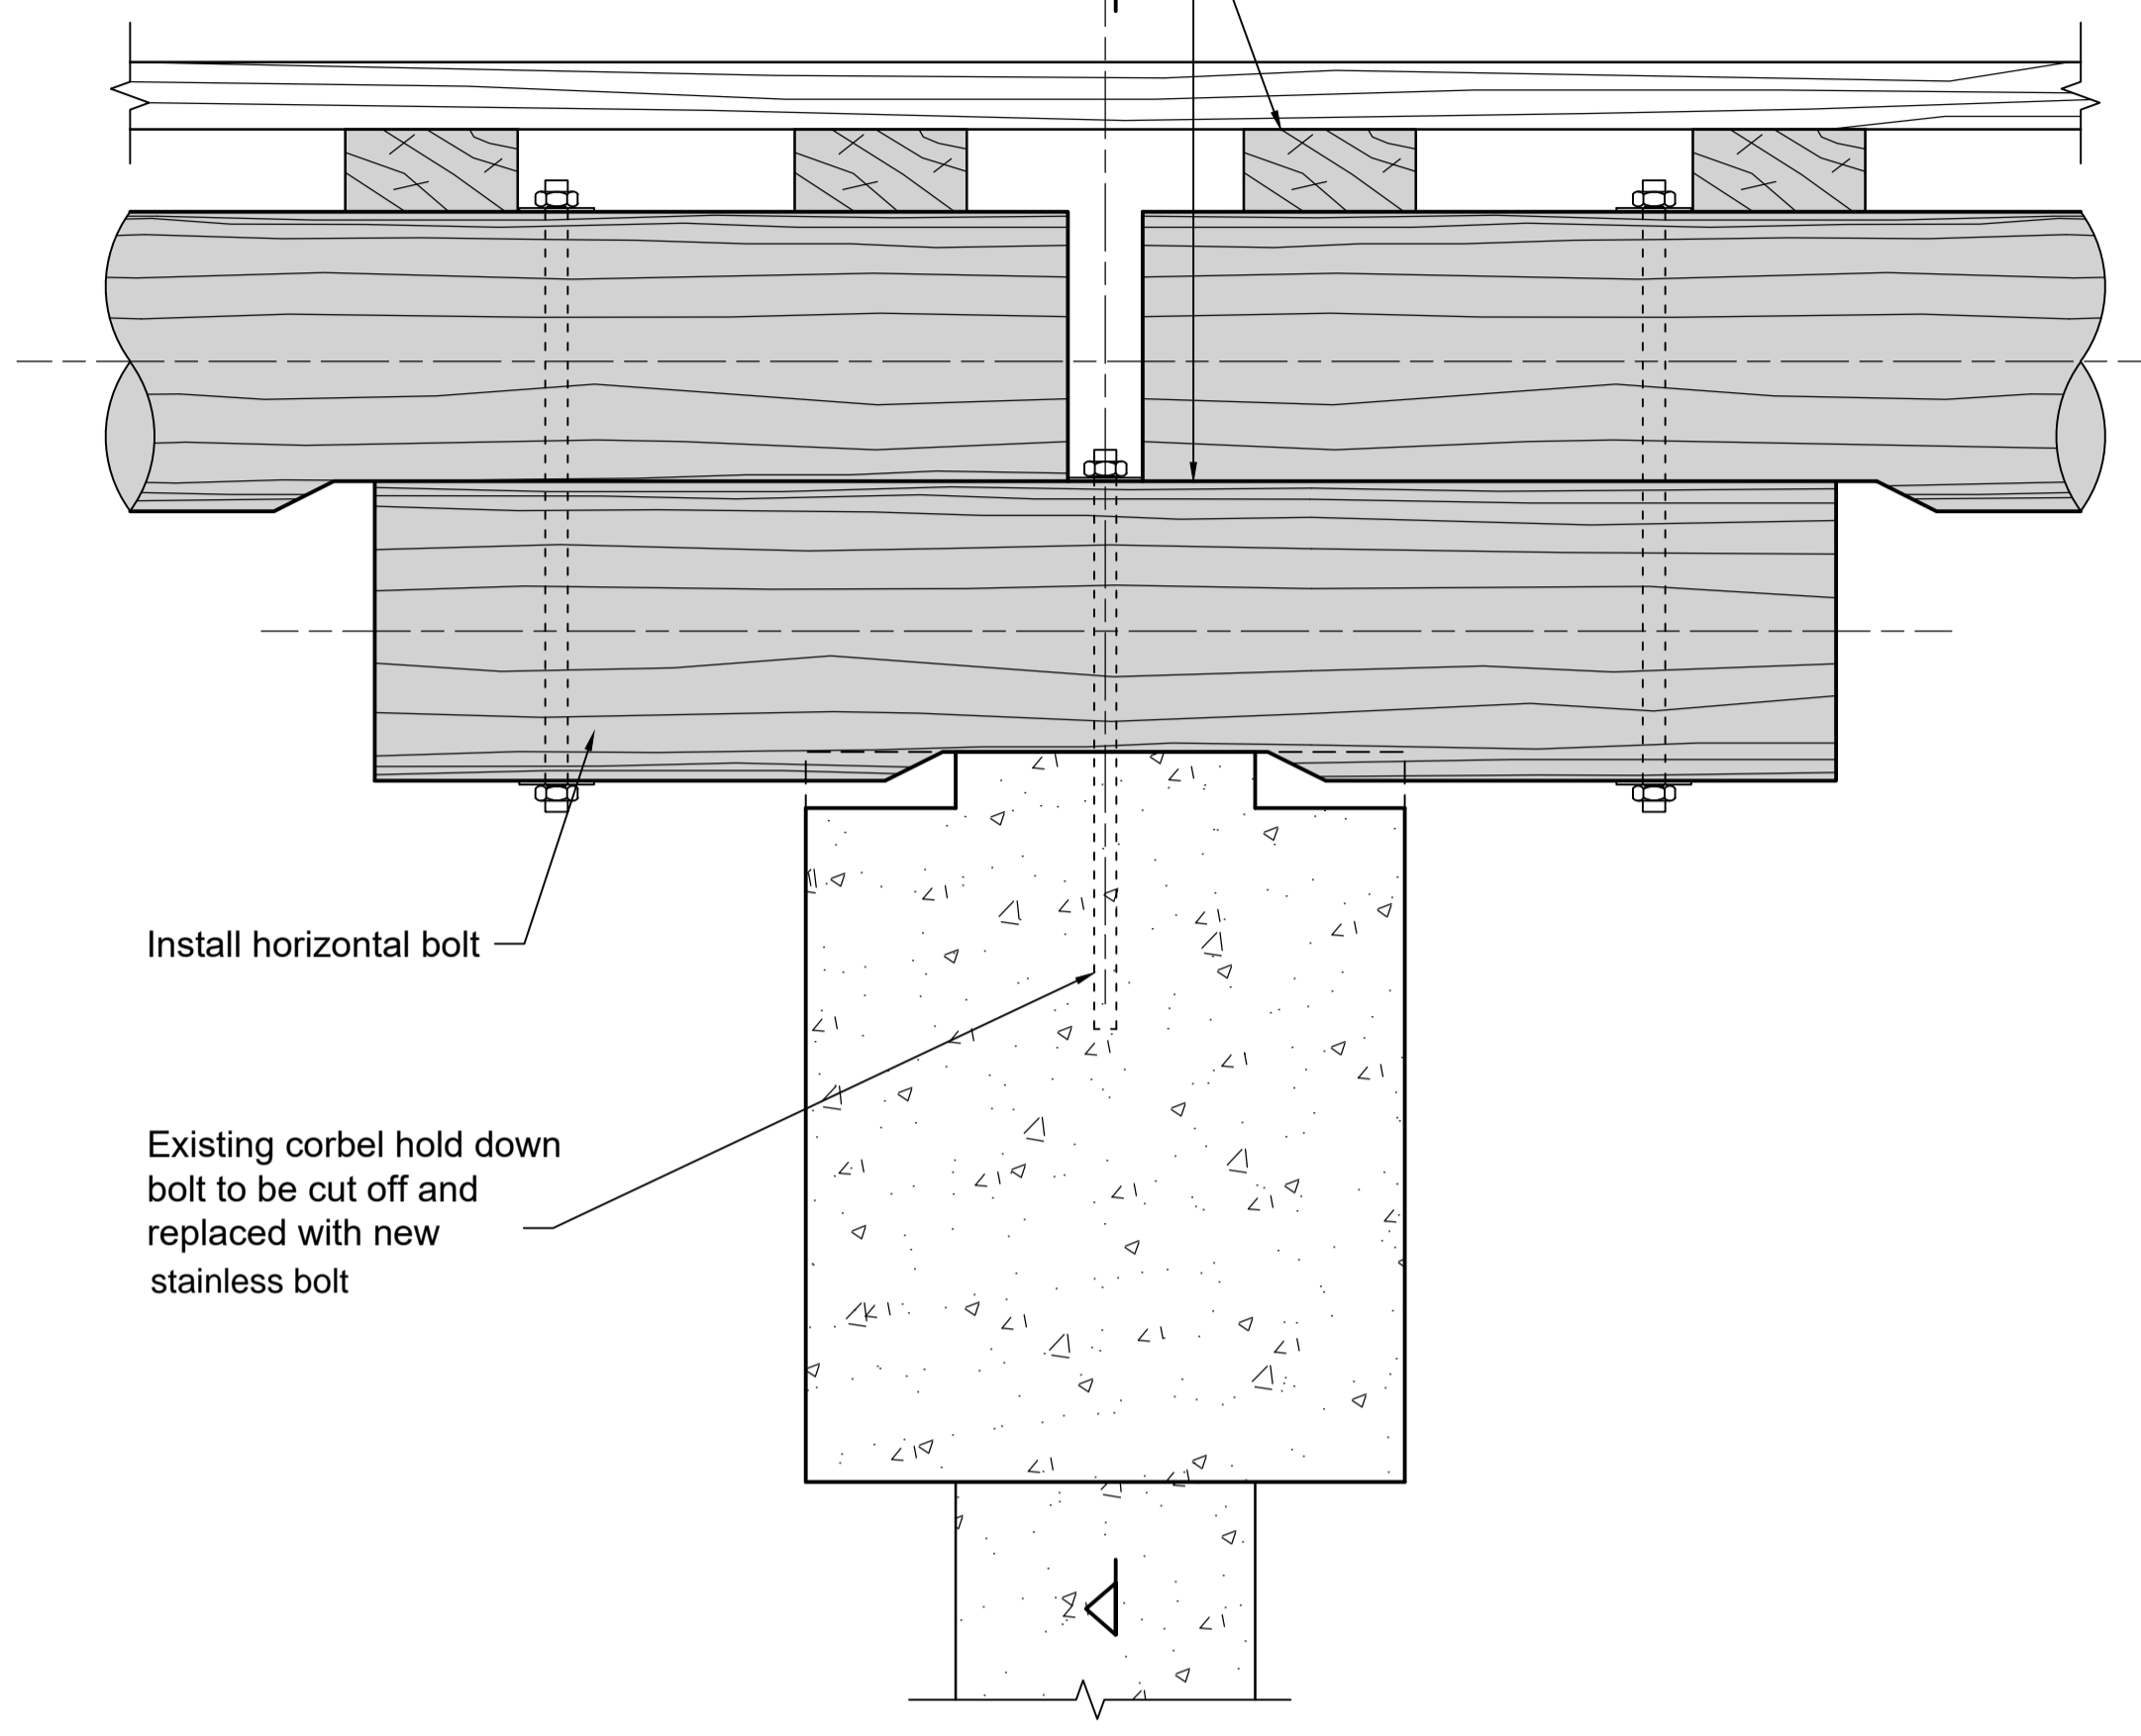 Install horizontal bolt
Existing corbel hold down
bolt to be cut off and
replaced with new
stainless bolt